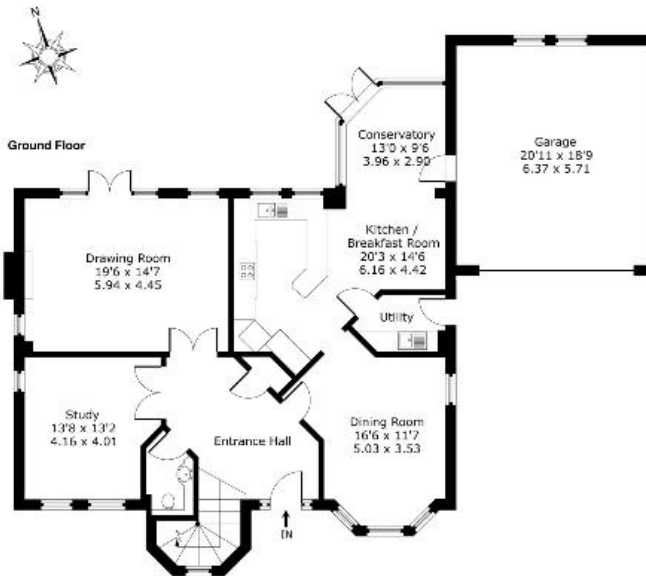 N
Ground Floor
Conservatory
13'0 x 9'6
3.96 x 2.90
Garage
20'11 x 18'9
6.37 x 5.71
Drawing Room
19'6 x 14'7
5.94 x 4.45
Kitchen /
Breakfast Room
20'3 x 14'6
6.16 x 4.42
Utility
Study
13'8 x 13'2
4.16 x 4.01
Entrance Hall
Dining Room
16'6 x 11'7
5.03 x 3.53
IN